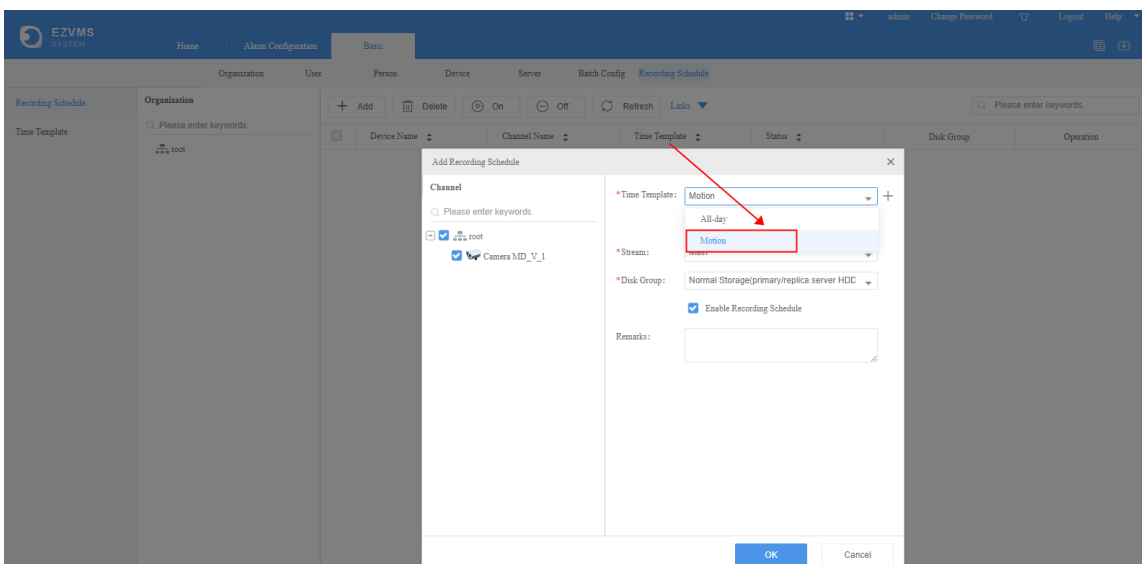 admin Change Password Logout Help
EZVMS
SYSTEM
Home Alarm Configuration Basic
Organization User Person Device Server Batch Config Recording Schedule
Recording Schedule
Time Template
Organization
Please enter keywords.
root
Add Delete On Off Refresh Links
Please enter keywords.
Device Name Channel Name Time Template Status Disk Group Operation
Add Recording Schedule
Channel
Please enter keywords.
root
Camera MD_V_1
*Time Template: Motion
All-day
Motion
*Stream:
*Disk Group: Normal Storage(primary/replica server HDD
Enable Recording Schedule
Remarks:
OK Cancel